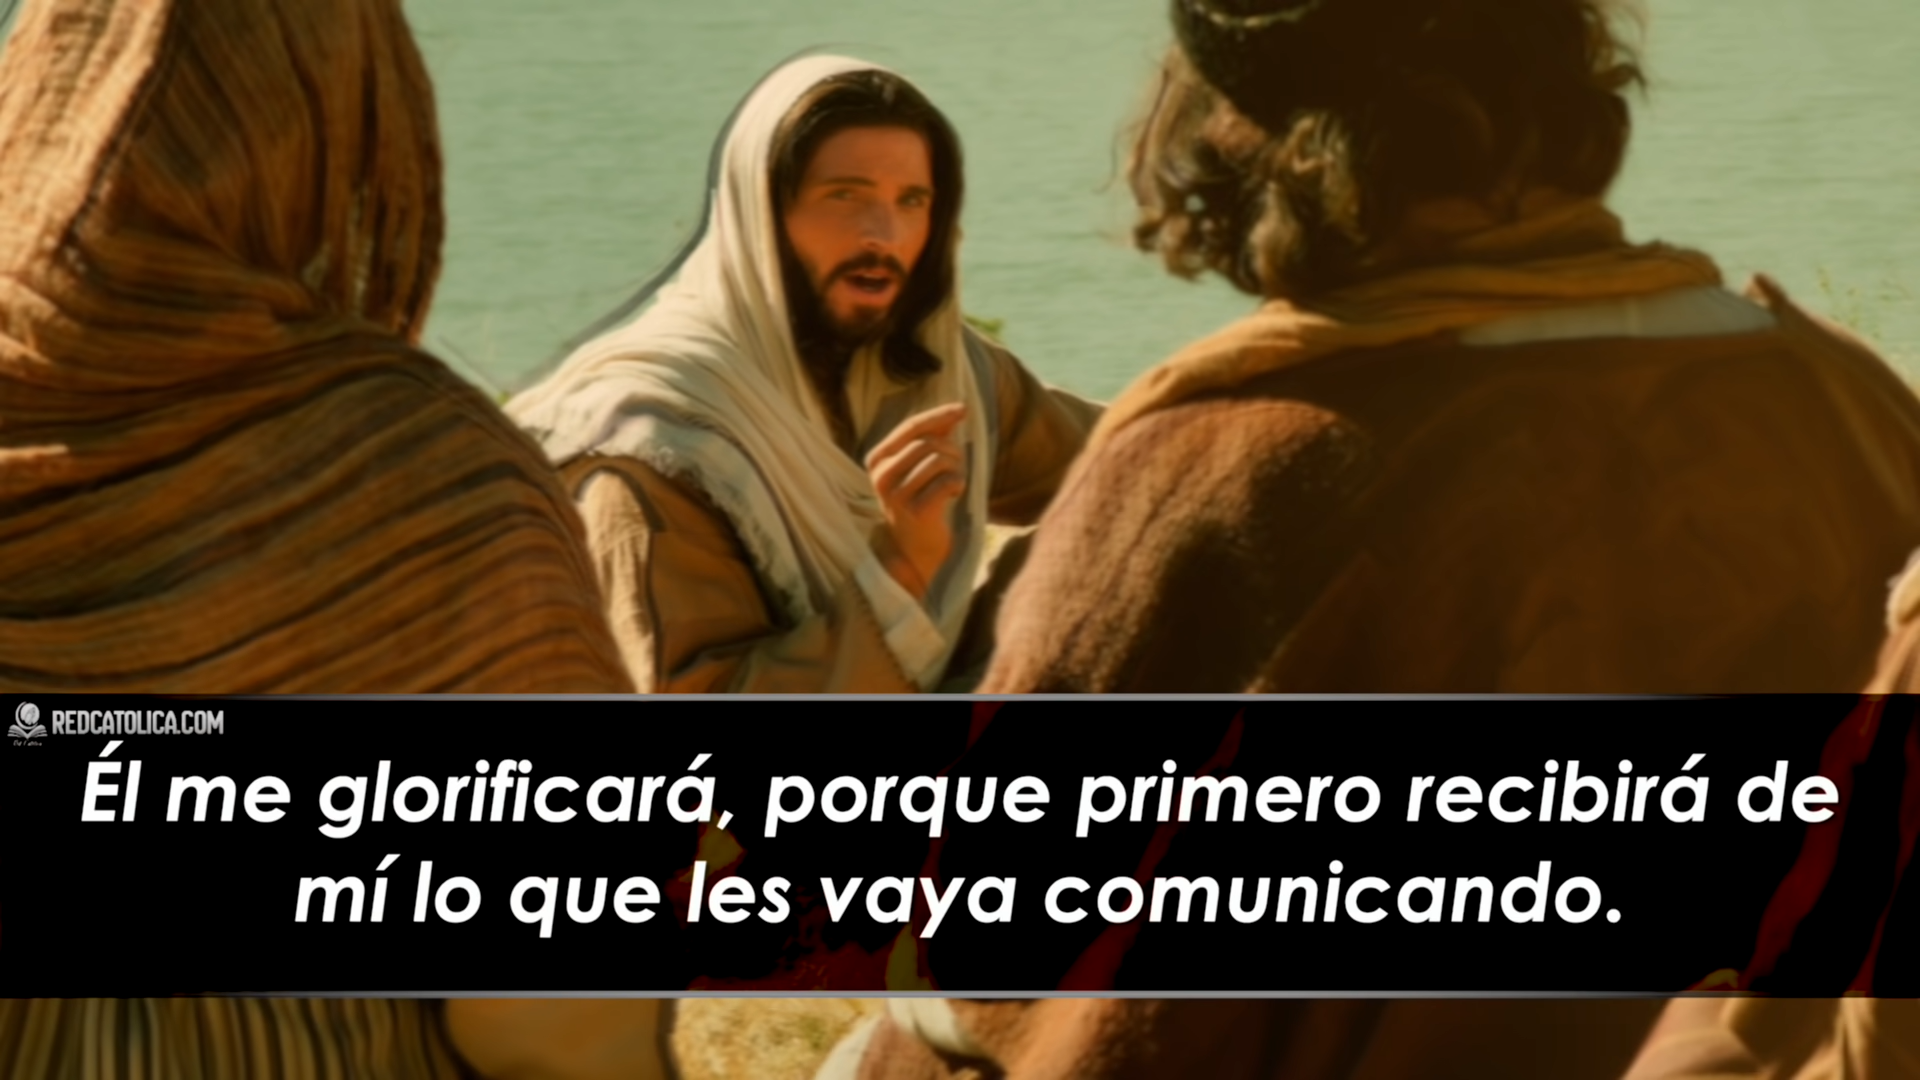 REDCATOLICA.COM
Él me glorificará, porque primero recibirá de
mí lo que les vaya comunicando.